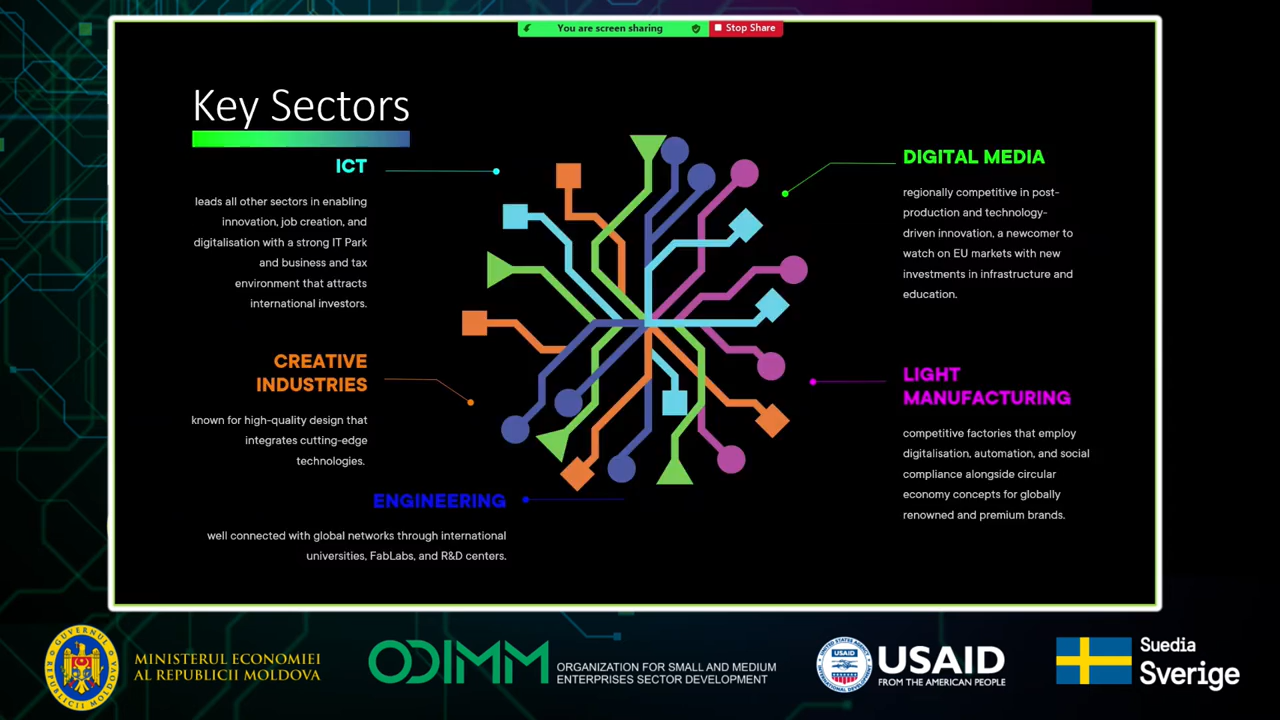 You are screen sharing
Stop Share
Key Sectors
ICT
leads all other sectors in enabling
innovation, job creation, and
digitalisation with a strong IT Park
and business and tax
environment that attracts
international investors.
CREATIVE
INDUSTRIES
known for high-quality design that
integrates cutting-edge
technologies.
ENGINEERING
well connected with global networks through international
universities, FabLabs, and R&D centers.
DIGITAL MEDIA
regionally competitive in post-
production and technology-
driven innovation, a newcomer to
watch on EU markets with new
investments in infrastructure and
education.
LIGHT
MANUFACTURING
competitive factories that employ
digitalisation, automation, and social
compliance alongside circular
economy concepts for globally
renowned and premium brands.
GUVERNUL
REPUBLICII MOLDOVA
MINISTERUL ECONOMIEI
AL REPUBLICII MOLDOVA
ODIMM
ORGANIZATION FOR SMALL AND MEDIUM
ENTERPRISES SECTOR DEVELOPMENT
USAID
USAID
FROM THE AMERICAN PEOPLE
Suedia
Sverige